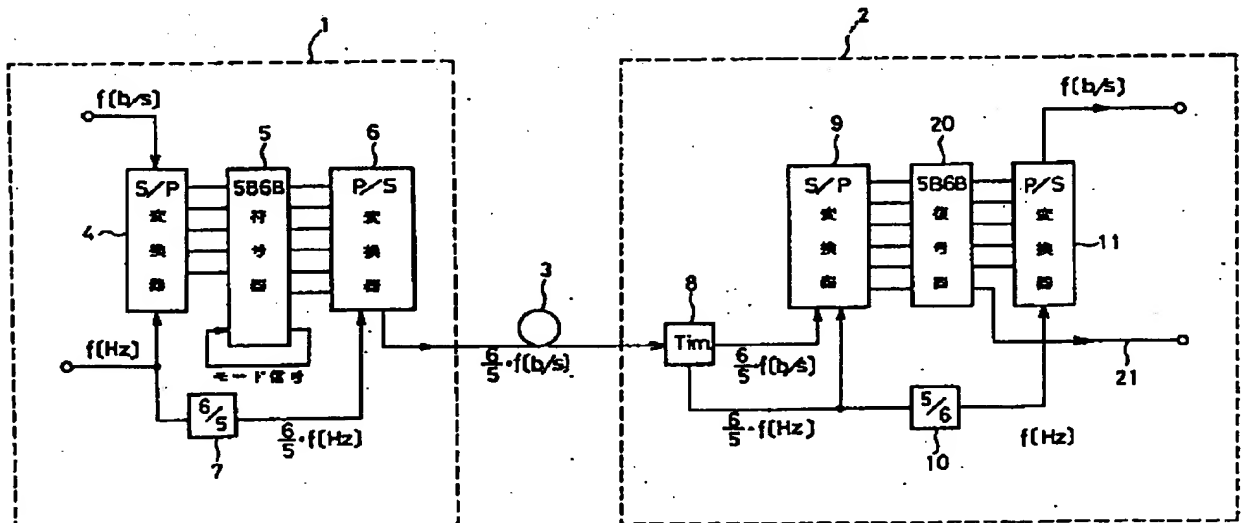 1
2
f[b/s]
f[b/s]
5
6
9
20
S/P
変換器
5B6B
符号器
P/S
変換器
S/P
変換器
5B6B
復号器
P/S
変換器
4
11
3
8
Tim
f[Hz]
モード信号
6/5・f[b/s]
6/5・f[b/s]
21
6/5
7
6/5・f[Hz]
6/5・f[Hz]
5/6
10
f[Hz]